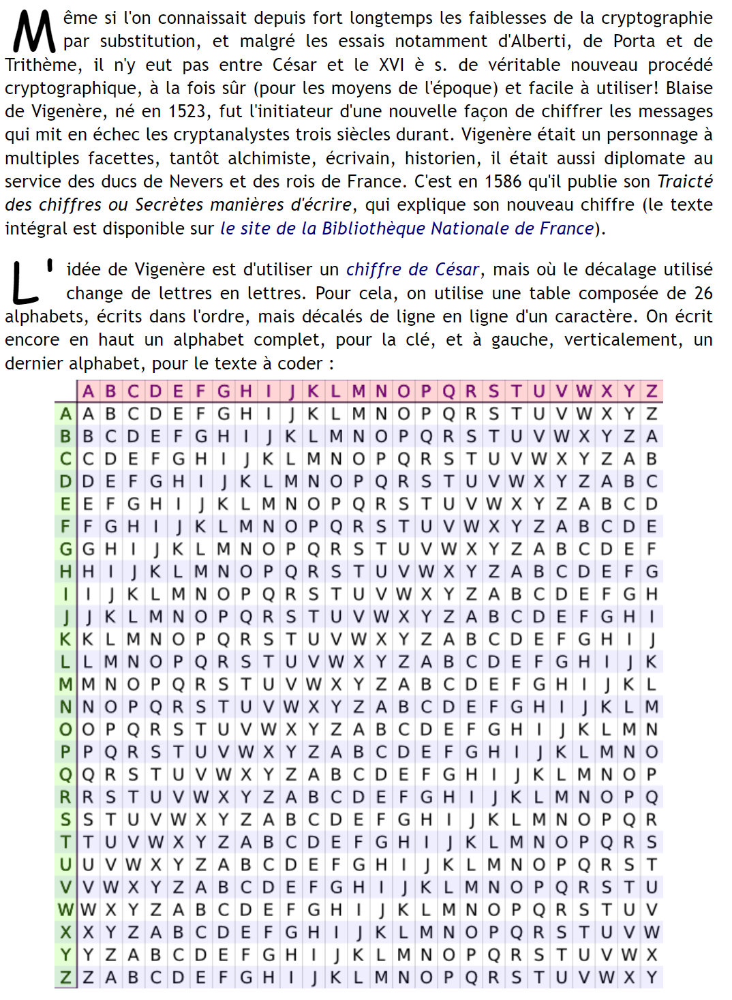 Même si l'on connaissait depuis fort longtemps les faiblesses de la cryptographie
par substitution, et malgré les essais notamment d'Alberti, de Porta et de
Trithème, il n'y eut pas entre César et le XVI è s. de véritable nouveau procédé
cryptographique, à la fois sûr (pour les moyens de l'époque) et facile à utiliser! Blaise
de Vigenère, né en 1523, fut l'initiateur d'une nouvelle façon de chiffrer les messages
qui mit en échec les cryptanalystes trois siècles durant. Vigenère était un personnage à
multiples facettes, tantôt alchimiste, écrivain, historien, il était aussi diplomate au
service des ducs de Nevers et des rois de France. C'est en 1586 qu'il publie son Traicté
des chiffres ou Secrètes manières d'écrire, qui explique son nouveau chiffre (le texte
intégral est disponible sur le site de la Bibliothèque Nationale de France).
L'idée de Vigenère est d'utiliser un chiffre de César, mais où le décalage utilisé
change de lettres en lettres. Pour cela, on utilise une table composée de 26
alphabets, écrits dans l'ordre, mais décalés de ligne en ligne d'un caractère. On écrit
encore en haut un alphabet complet, pour la clé, et à gauche, verticalement, un
dernier alphabet, pour le texte à coder :
A B C D E F G H I J K L M N O P Q R S T U V W X Y Z
A A B C D E F G H I J K L M N O P Q R S T U V W X Y Z
B B C D E F G H I J K L M N O P Q R S T U V W X Y Z A
C C D E F G H I J K L M N O P Q R S T U V W X Y Z A B
D D E F G H I J K L M N O P Q R S T U V W X Y Z A B C
E E F G H I J K L M N O P Q R S T U V W X Y Z A B C D
F F G H I J K L M N O P Q R S T U V W X Y Z A B C D E
G G H I J K L M N O P Q R S T U V W X Y Z A B C D E F
H H I J K L M N O P Q R S T U V W X Y Z A B C D E F G
I I J K L M N O P Q R S T U V W X Y Z A B C D E F G H
J J K L M N O P Q R S T U V W X Y Z A B C D E F G H I
K K L M N O P Q R S T U V W X Y Z A B C D E F G H I J
L L M N O P Q R S T U V W X Y Z A B C D E F G H I J K
M M N O P Q R S T U V W X Y Z A B C D E F G H I J K L
N N O P Q R S T U V W X Y Z A B C D E F G H I J K L M
O O P Q R S T U V W X Y Z A B C D E F G H I J K L M N
P P Q R S T U V W X Y Z A B C D E F G H I J K L M N O
Q Q R S T U V W X Y Z A B C D E F G H I J K L M N O P
R R S T U V W X Y Z A B C D E F G H I J K L M N O P Q
S S T U V W X Y Z A B C D E F G H I J K L M N O P Q R
T T U V W X Y Z A B C D E F G H I J K L M N O P Q R S
U U V W X Y Z A B C D E F G H I J K L M N O P Q R S T
V V W X Y Z A B C D E F G H I J K L M N O P Q R S T U
W W X Y Z A B C D E F G H I J K L M N O P Q R S T U V
X X Y Z A B C D E F G H I J K L M N O P Q R S T U V W
Y Y Z A B C D E F G H I J K L M N O P Q R S T U V W X
Z Z A B C D E F G H I J K L M N O P Q R S T U V W X Y